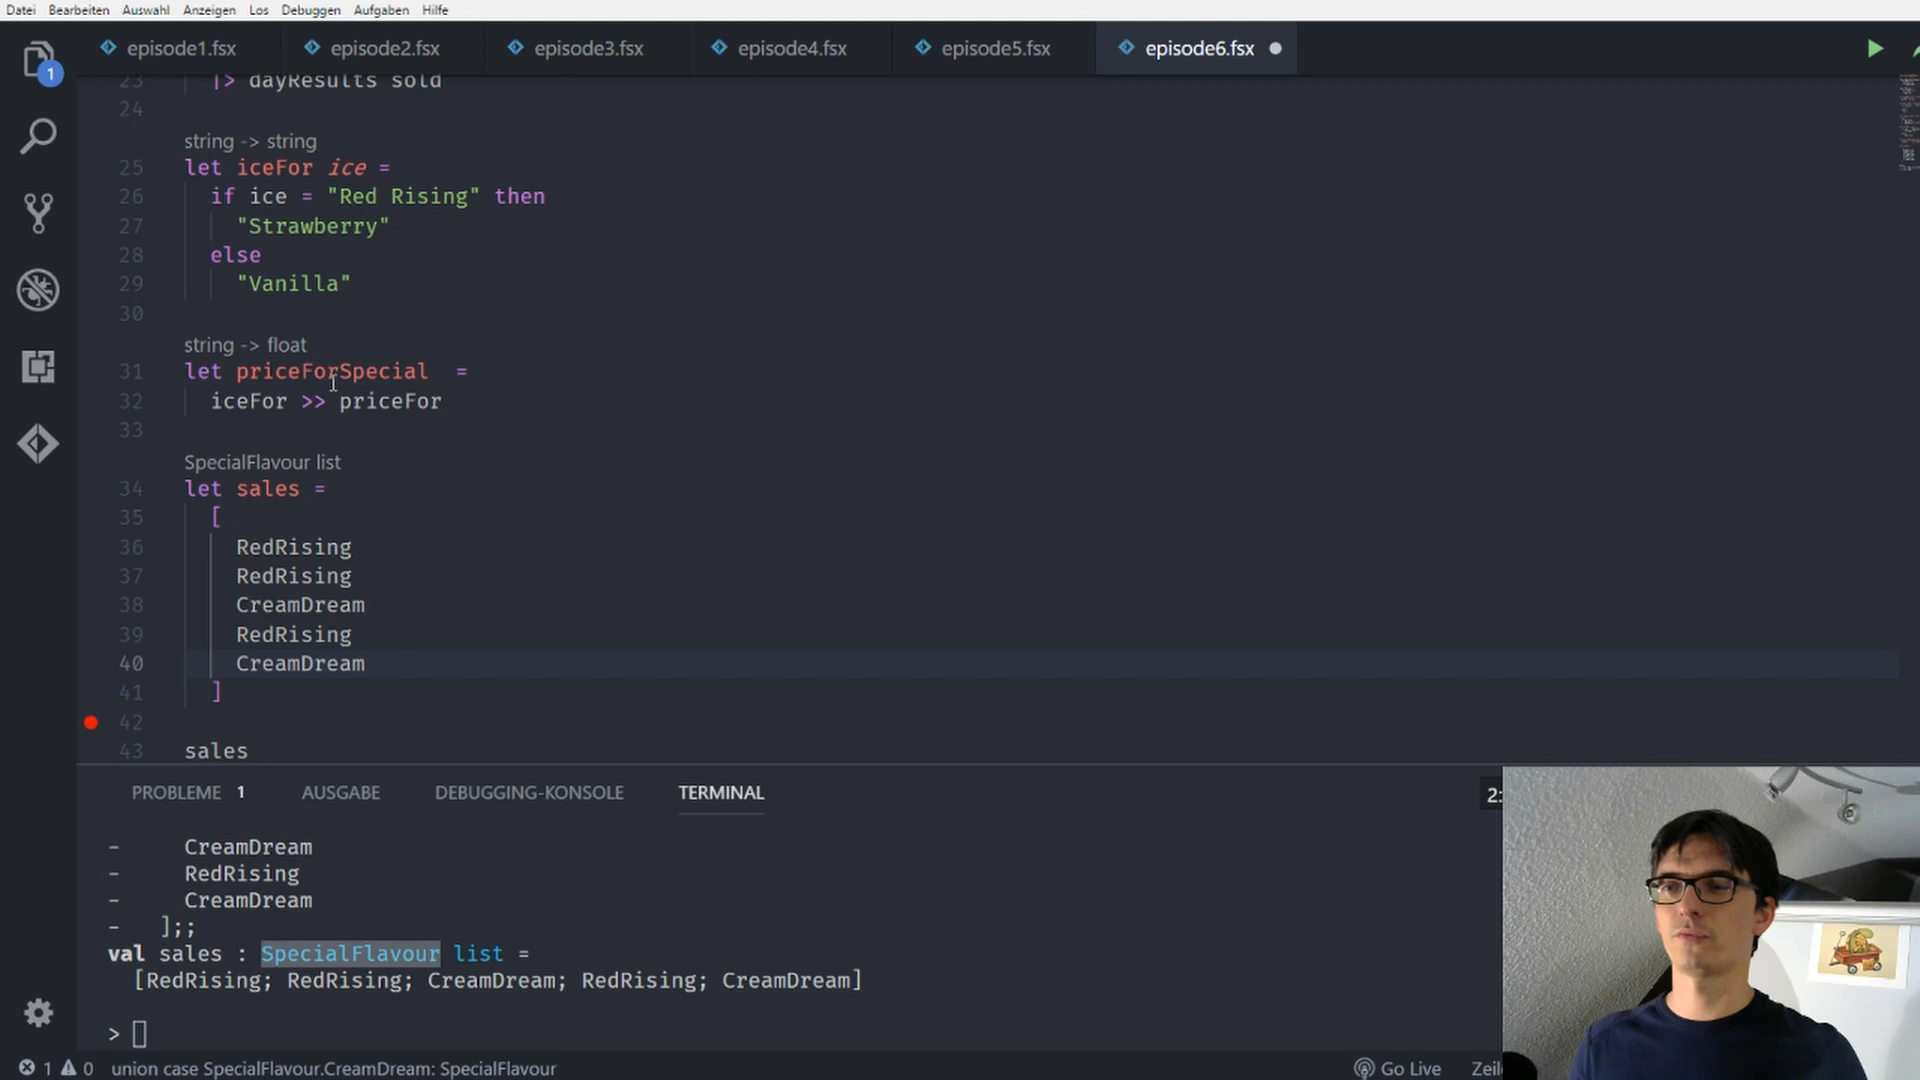 Datei Bearbeiten Auswahl Anzeigen Los Debuggen Aufgaben Hilfe
episode1.fsx episode2.fsx episode3.fsx episode4.fsx episode5.fsx episode6.fsx
1
23 |> dayResults sold
24
string -> string
25 let iceFor ice =
26 if ice = "Red Rising" then
27 "Strawberry"
28 else
29 "Vanilla"
30
string -> float
31 let priceForSpecial =
32 iceFor >> priceFor
33
SpecialFlavour list
34 let sales =
35 [
36 RedRising
37 RedRising
38 CreamDream
39 RedRising
40 CreamDream
41 ]
42
43 sales
PROBLEME 1 AUSGABE DEBUGGING-KONSOLE TERMINAL 2:
- CreamDream
- RedRising
- CreamDream
- ];;
val sales : SpecialFlavour list =
[RedRising; RedRising; CreamDream; RedRising; CreamDream]
>
1 0 union case SpecialFlavour.CreamDream: SpecialFlavour Go Live